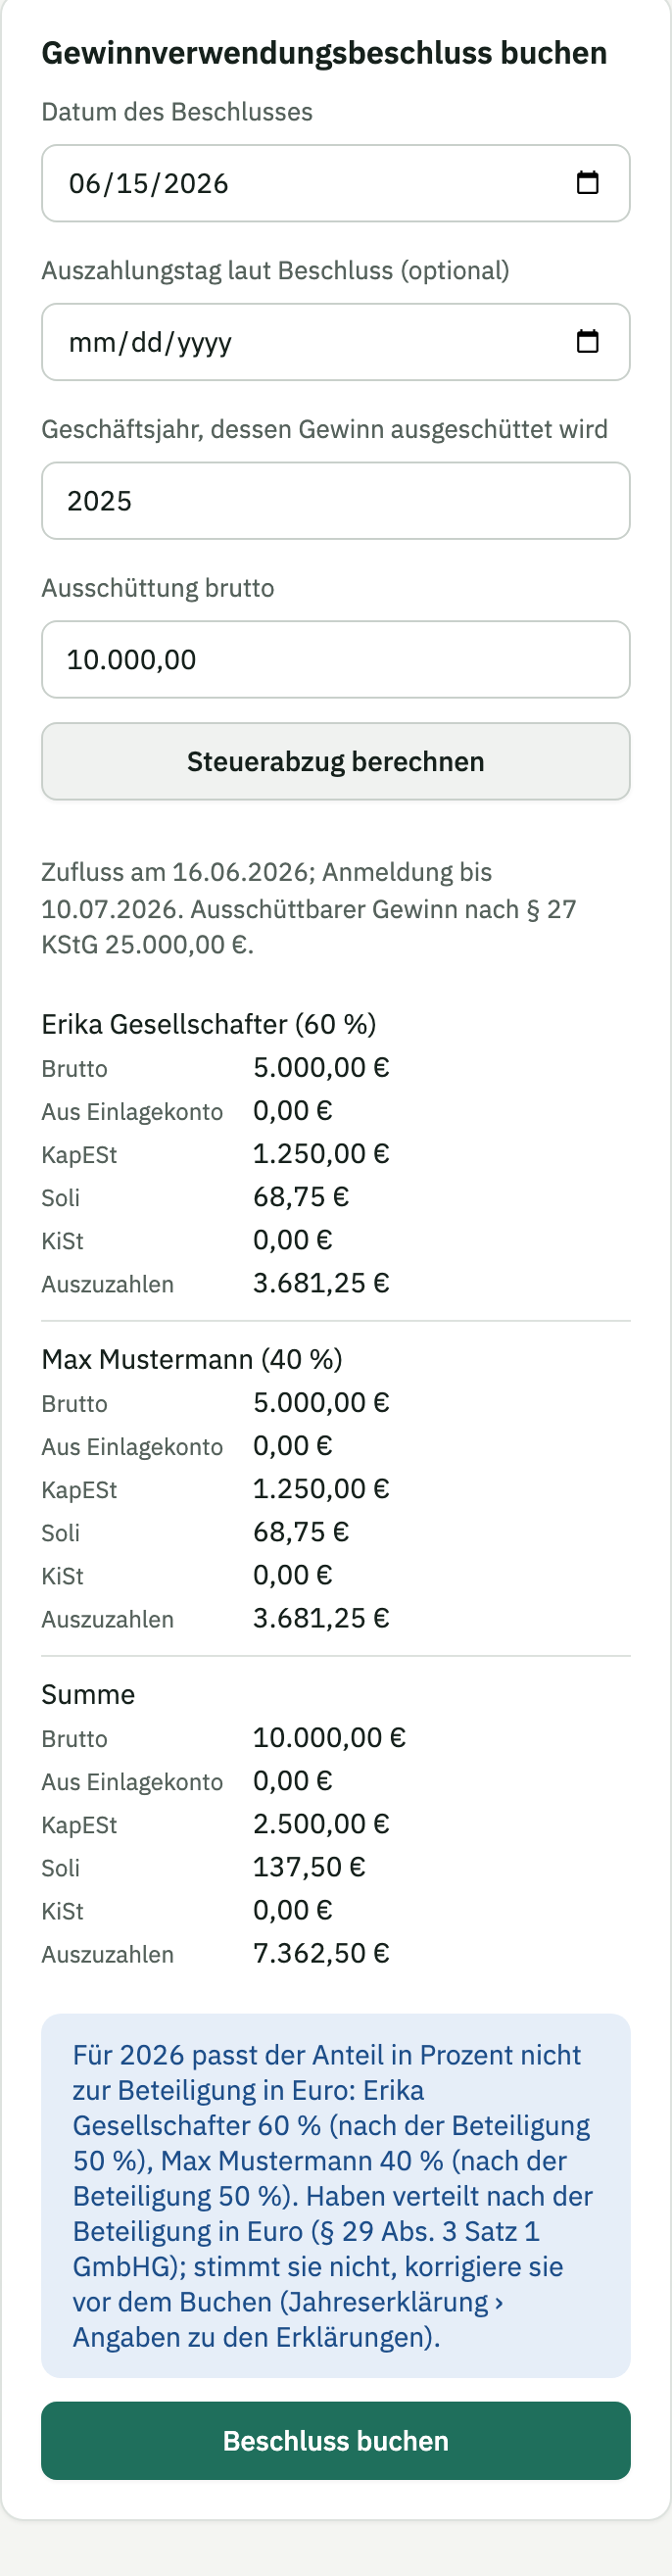 Gewinnverwendungsbeschluss buchen
Datum des Beschlusses
06/15/2026
Auszahlungstag laut Beschluss (optional)
mm/dd/yyyy
Geschäftsjahr, dessen Gewinn ausgeschüttet wird
2025
Ausschüttung brutto
10.000,00
Steuerabzug berechnen
Zufluss am 16.06.2026; Anmeldung bis
10.07.2026. Ausschüttbarer Gewinn nach § 27
KStG 25.000,00 €.
Erika Gesellschafter (60 %)
Brutto 5.000,00 €
Aus Einlagekonto 0,00 €
KapESt 1.250,00 €
Soli 68,75 €
KiSt 0,00 €
Auszuzahlen 3.681,25 €
Max Mustermann (40 %)
Brutto 5.000,00 €
Aus Einlagekonto 0,00 €
KapESt 1.250,00 €
Soli 68,75 €
KiSt 0,00 €
Auszuzahlen 3.681,25 €
Summe
Brutto 10.000,00 €
Aus Einlagekonto 0,00 €
KapESt 2.500,00 €
Soli 137,50 €
KiSt 0,00 €
Auszuzahlen 7.362,50 €
Für 2026 passt der Anteil in Prozent nicht
zur Beteiligung in Euro: Erika
Gesellschafter 60 % (nach der Beteiligung
50 %), Max Mustermann 40 % (nach der
Beteiligung 50 %). Haben verteilt nach der
Beteiligung in Euro (§ 29 Abs. 3 Satz 1
GmbHG); stimmt sie nicht, korrigiere sie
vor dem Buchen (Jahreserklärung ›
Angaben zu den Erklärungen).
Beschluss buchen